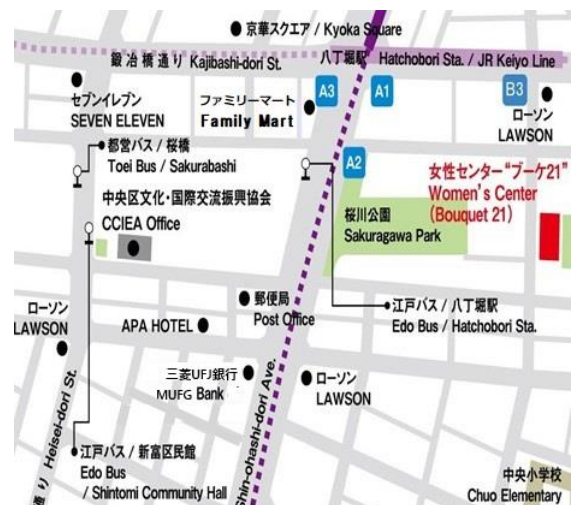 京華スクエア / Kyoka Square
鍛冶橋通り Kajibashi-dori St.
八丁堀駅 Hatchobori Sta. / JR Keiyo Line
セブンイレブン
SEVEN ELEVEN
ファミリーマート
Family Mart
A3
A1
B3
ローソン
LAWSON
都営バス / 桜橋
Toei Bus / Sakurabashi
A2
女性センター“ブーケ21”
Women's Center
(Bouquet 21)
中央区文化・国際交流振興協会
CCIEA Office
桜川公園
Sakuragawa Park
ローソン
LAWSON
郵便局
Post Office
APA HOTEL
江戸バス / 八丁堀駅
Edo Bus / Hatchobori Sta.
三菱UFJ銀行
MUFG Bank
ローソン
LAWSON
通り Heisei-dori St.
Shin-ohashi-dori Ave.
江戸バス / 新富区民館
Edo Bus
/ Shintomi Community Hall
中央小学校
Chuo Elementary